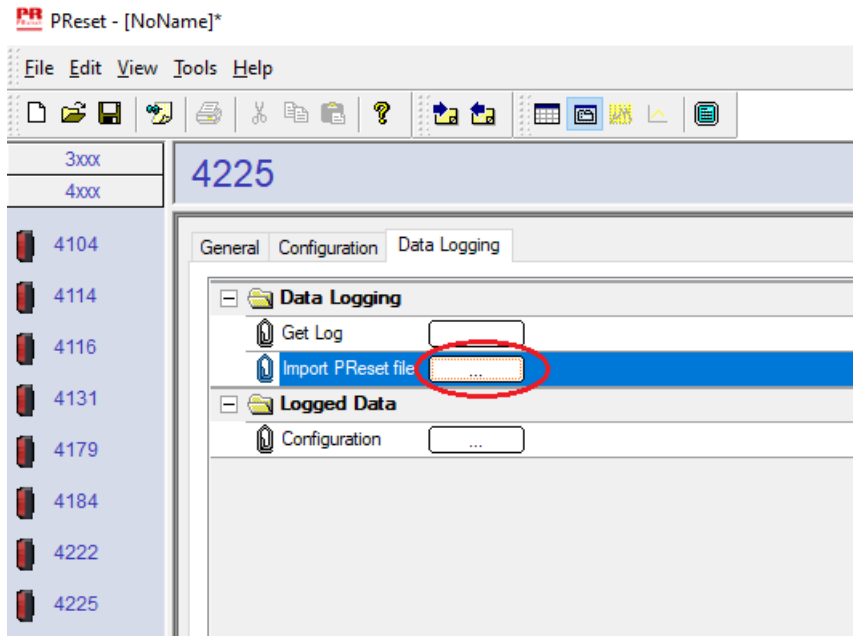 PR PReset - [NoName]*
File Edit View Tools Help
3xxx
4xxx
4225
4104
4114
4116
4131
4179
4184
4222
4225
General Configuration Data Logging
Data Logging
Get Log
Import PReset file ...
Logged Data
Configuration ...